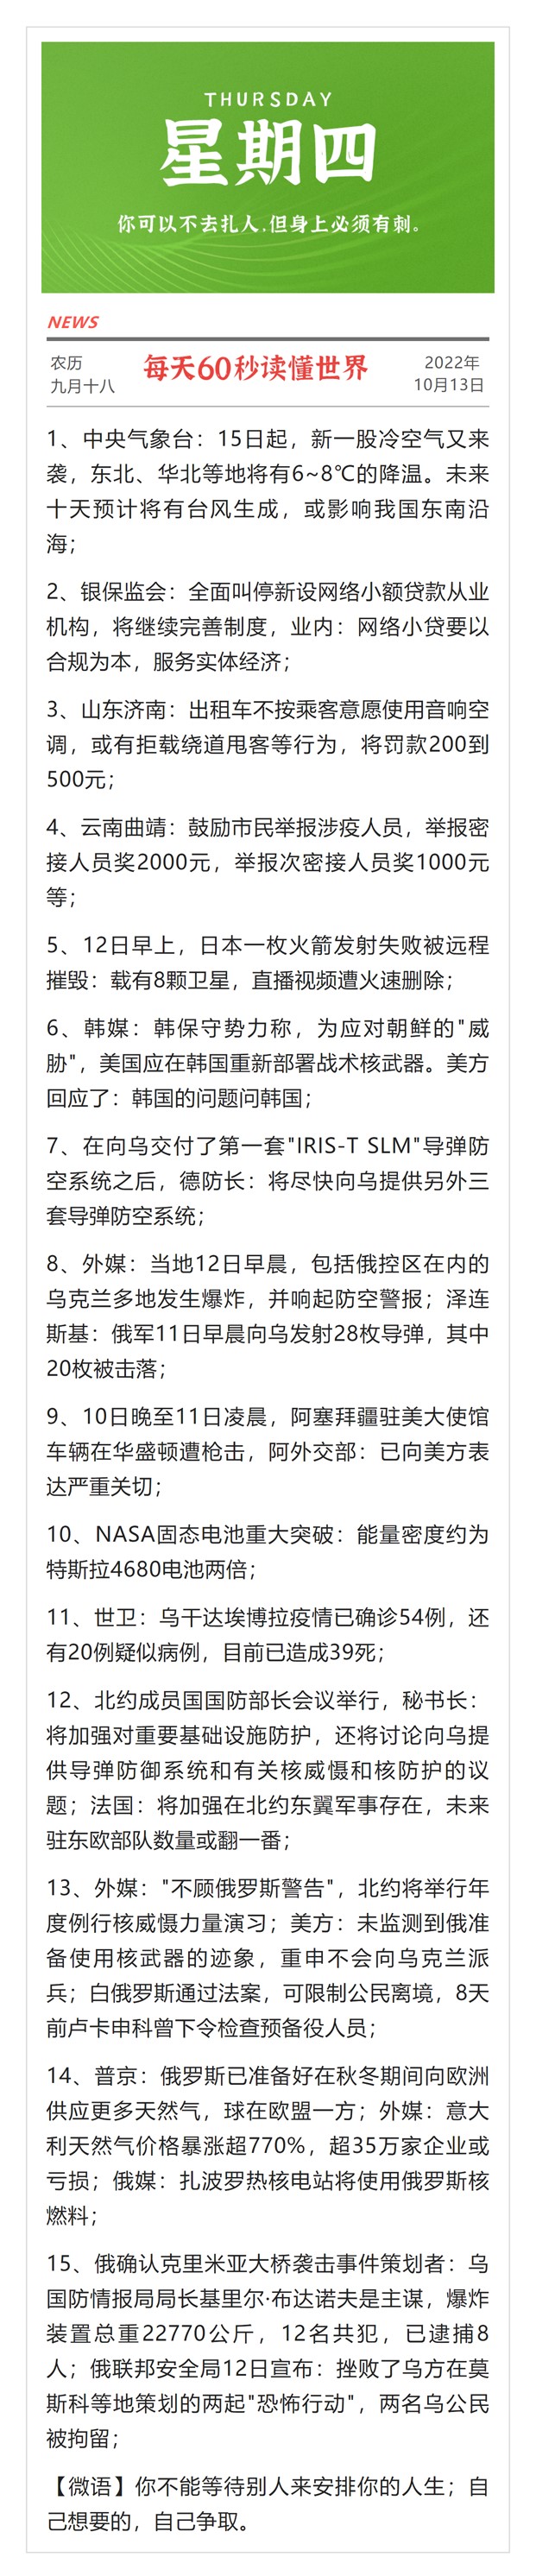 THURSDAY
星期四
你可以不去扎人,但身上必须有刺。
NEWS
农历
九月十八
每天60秒读懂世界
2022年
10月13日
1、中央气象台：15日起，新一股冷空气又来
袭，东北、华北等地将有6~8℃的降温。未来
十天预计将有台风生成，或影响我国东南沿
海；
2、银保监会：全面叫停新设网络小额贷款从业
机构，将继续完善制度，业内：网络小贷要以
合规为本，服务实体经济；
3、山东济南：出租车不按乘客意愿使用音响空
调，或有拒载绕道甩客等行为，将罚款200到
500元；
4、云南曲靖：鼓励市民举报涉疫人员，举报密
接人员奖2000元，举报次密接人员奖1000元
等；
5、12日早上，日本一枚火箭发射失败被远程
摧毁：载有8颗卫星，直播视频遭火速删除；
6、韩媒：韩保守势力称，为应对朝鲜的"威
胁"，美国应在韩国重新部署战术核武器。美方
回应了：韩国的问题问韩国；
7、在向乌交付了第一套"IRIS-T SLM"导弹防
空系统之后，德防长：将尽快向乌提供另外三
套导弹防空系统；
8、外媒：当地12日早晨，包括俄控区在内的
乌克兰多地发生爆炸，并响起防空警报；泽连
斯基：俄军11日早晨向乌发射28枚导弹，其中
20枚被击落；
9、10日晚至11日凌晨，阿塞拜疆驻美大使馆
车辆在华盛顿遭枪击，阿外交部：已向美方表
达严重关切；
10、NASA固态电池重大突破：能量密度约为
特斯拉4680电池两倍；
11、世卫：乌干达埃博拉疫情已确诊54例，还
有20例疑似病例，目前已造成39死；
12、北约成员国国防部长会议举行，秘书长：
将加强对重要基础设施防护，还将讨论向乌提
供导弹防御系统和有关核威慑和核防护的议
题；法国：将加强在北约东翼军事存在，未来
驻东欧部队数量或翻一番；
13、外媒："不顾俄罗斯警告"，北约将举行年
度例行核威慑力量演习；美方：未监测到俄准
备使用核武器的迹象，重申不会向乌克兰派
兵；白俄罗斯通过法案，可限制公民离境，8天
前卢卡申科曾下令检查预备役人员；
14、普京：俄罗斯已准备好在秋冬期间向欧洲
供应更多天然气，球在欧盟一方；外媒：意大
利天然气价格暴涨超770%，超35万家企业或
亏损；俄媒：扎波罗热核电站将使用俄罗斯核
燃料；
15、俄确认克里米亚大桥袭击事件策划者：乌
国防情报局局长基里尔·布达诺夫是主谋，爆炸
装置总重22770公斤，12名共犯，已逮捕8
人；俄联邦安全局12日宣布：挫败了乌方在莫
斯科等地策划的两起"恐怖行动"，两名乌公民
被拘留；
【微语】你不能等待别人来安排你的人生；自
己想要的，自己争取。